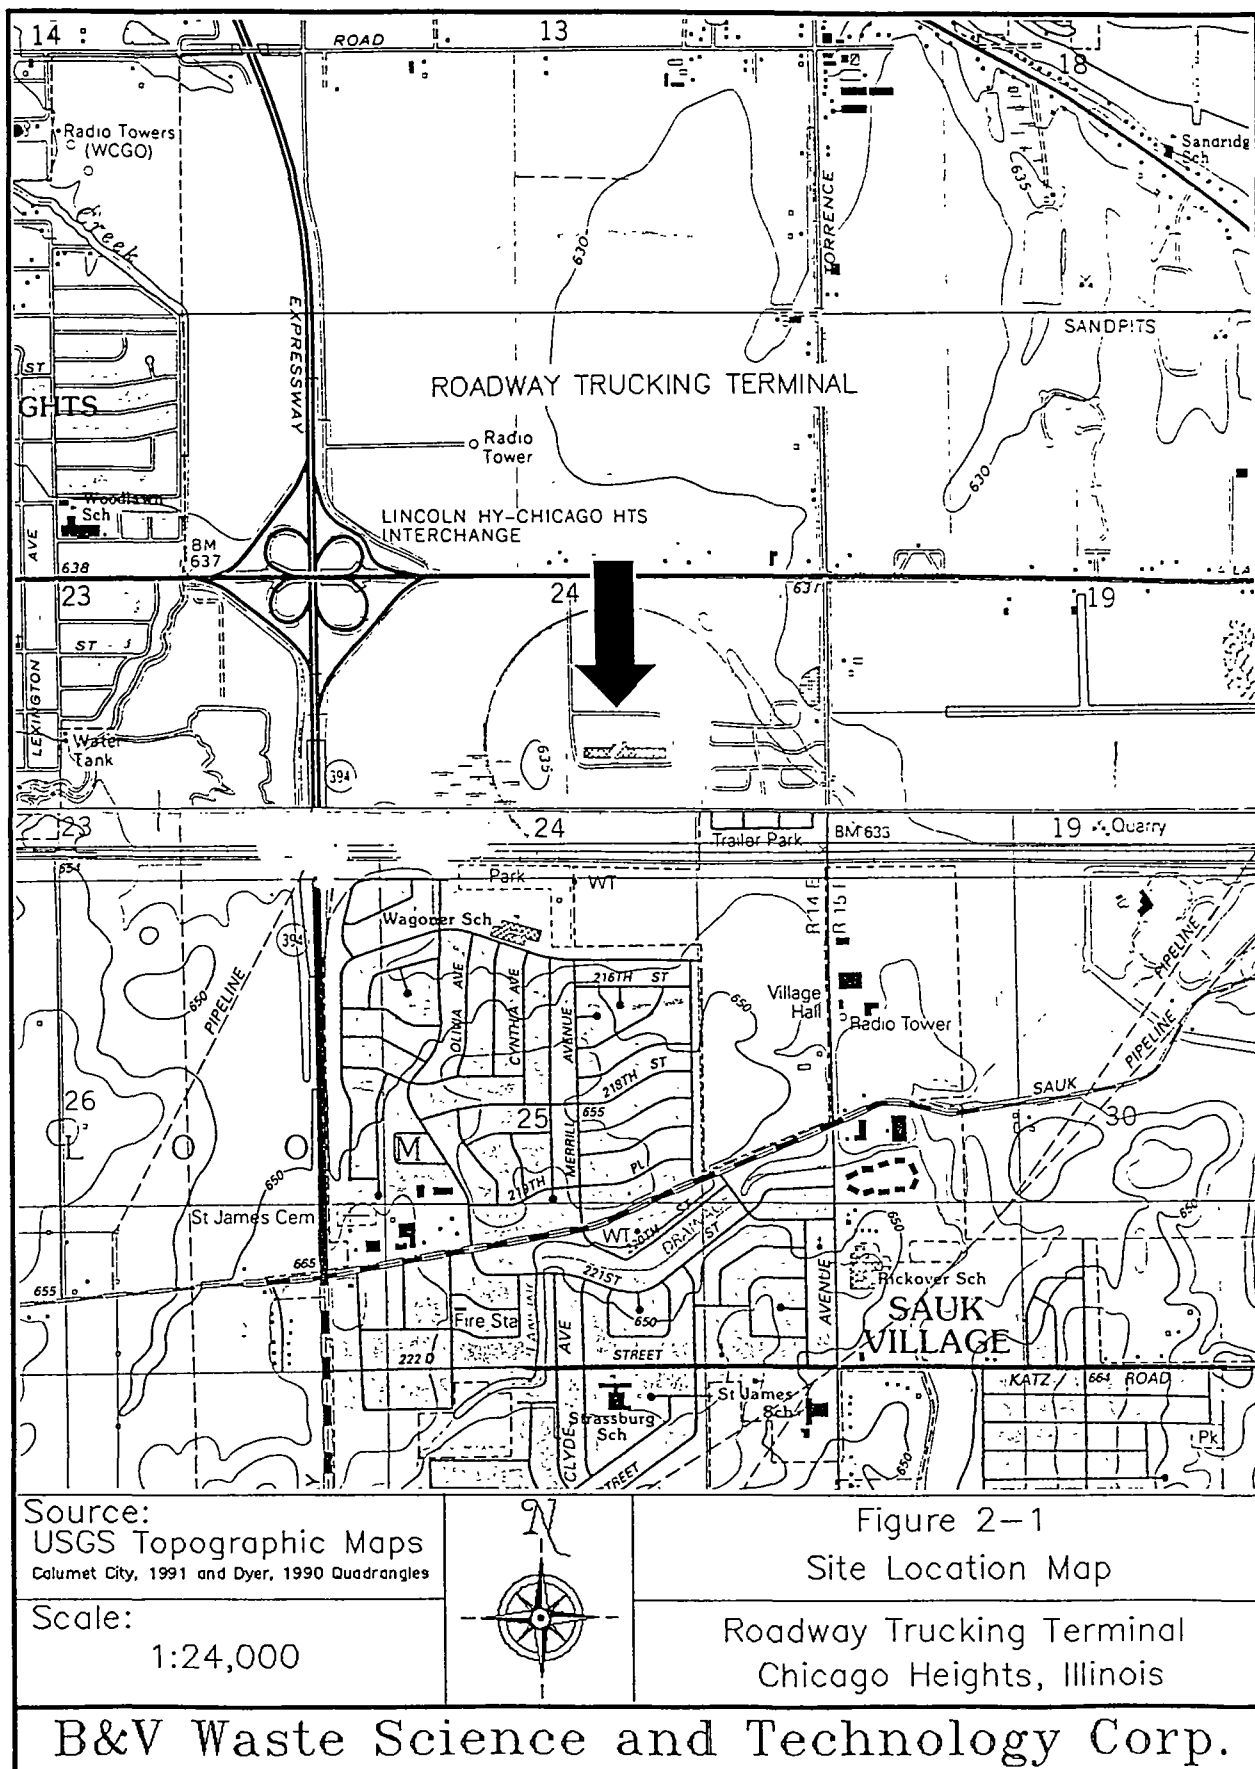 14
ROAD
13
18
Radio Towers
(WCGO)
Sandridg
Sch
Creek
635
TORRENCE
630
EXPRESSWAY
SANDPITS
ST
GHTS
ROADWAY TRUCKING TERMINAL
Radio
Tower
630
Woodlawn
Sch
AVE
LINCOLN HY-CHICAGO HTS
INTERCHANGE
BM
637
638
23
24
637
19
LA
ST
LEXINGTON
Water
Tank
394
635
23
24
Trailer Park
BM 633
19
Quarry
654
Park
WT
R 14 E
R 15 E
Wagoner Sch
394
650
PIPELINE
OLIVIA AVE
CYNTHIA AVE
216TH ST
AVENUE
650
Village
Hall
Radio Tower
PIPELINE
PIPELINE
218TH ST
SAUK
26
25
655
30
L O O M
MERRILL
219TH PL
650
St James Cem
WT
220TH ST
650
650
665
655
221ST
Rickover Sch
SAUK
VILLAGE
Fire Sta
650
AVENUE
222 D
AVE
STREET
KATZ
664
ROAD
St James
Sch
Strassburg
Sch
CLYDE
STREET
650
Pk
Y
Source:
USGS Topographic Maps
Calumet City, 1991 and Dyer, 1990 Quadrangles
Scale:
1:24,000
N
Figure 2-1
Site Location Map
Roadway Trucking Terminal
Chicago Heights, Illinois
B&V Waste Science and Technology Corp.